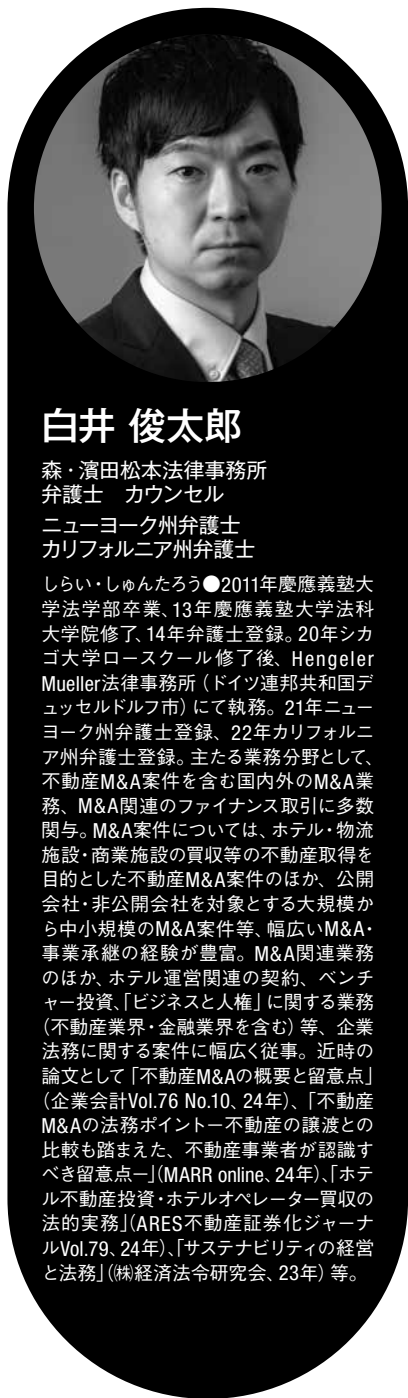 白井 俊太郎
森・濱田松本法律事務所
弁護士　カウンセル
ニューヨーク州弁護士
カリフォルニア州弁護士
しらい・しゅんたろう●2011年慶應義塾大
学法学部卒業、13年慶應義塾大学法科
大学院修了、14年弁護士登録。20年シカ
ゴ大学ロースクール修了後、Hengeler
Mueller法律事務所（ドイツ連邦共和国デ
ュッセルドルフ市）にて執務。21年ニュー
ヨーク州弁護士登録、22年カリフォルニ
ア州弁護士登録。主たる業務分野として、
不動産M&A案件を含む国内外のM&A業
務、M&A関連のファイナンス取引に多数
関与。M&A案件については、ホテル・物流
施設・商業施設の買収等の不動産取得を
目的とした不動産M&A案件のほか、公開
会社・非公開会社を対象とする大規模か
ら中小規模のM&A案件等、幅広いM&A・
事業承継の経験が豊富。M&A関連業務
のほか、ホテル運営関連の契約、ベンチ
ャー投資、「ビジネスと人権」に関する業務
（不動産業界・金融業界を含む）等、企業
法務に関する案件に幅広く従事。近時の
論文として「不動産M&Aの概要と留意点」
（企業会計Vol.76 No.10、24年）、「不動産
M&Aの法務ポイントー不動産の譲渡との
比較も踏まえた、不動産事業者が認識す
べき留意点ー」(MARR online、24年)、「ホテ
ル不動産投資・ホテルオペレーター買収の
法的実務」（ARES不動産証券化ジャーナ
ルVol.79、24年）、「サステナビリティの経営
と法務」（㈱経済法令研究会、23年）等。